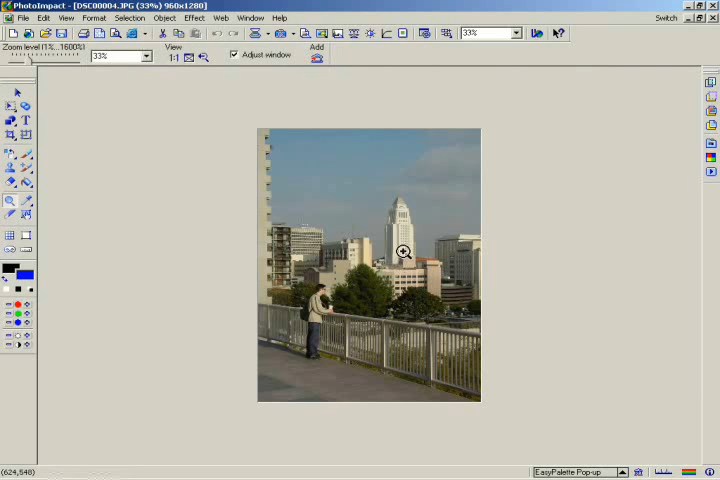 PhotoImpact - [DSC00004.JPG (33%) 960x1280]
File Edit View Format Selection Object Effect Web Window Help Switch
33%
Zoom level (1%...1600%) View Add
33% 1:1 Adjust window
T
(624,548) EasyPalette Pop-up